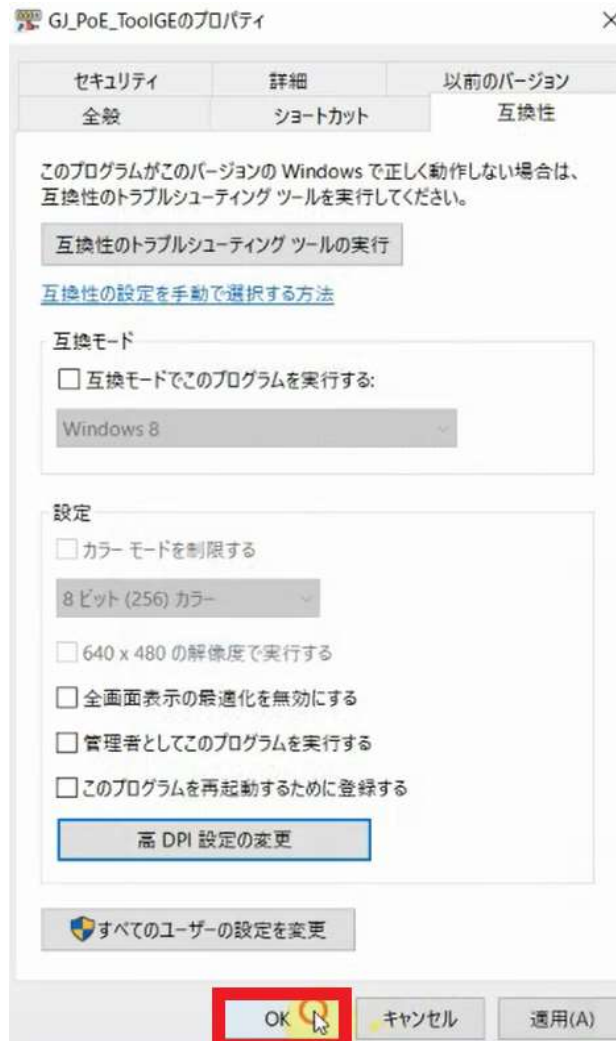 GJ_PoE_ToolGEのプロパティ
セキュリティ 詳細 以前のバージョン
全般 ショートカット 互換性
このプログラムがこのバージョンの Windows で正しく動作しない場合は、
互換性のトラブルシューティング ツールを実行してください。
互換性のトラブルシューティング ツールの実行
互換性の設定を手動で選択する方法
互換モード
互換モードでこのプログラムを実行する:
Windows 8
設定
カラー モードを制限する
8 ビット (256) カラー
640 x 480 の解像度で実行する
全画面表示の最適化を無効にする
管理者としてこのプログラムを実行する
このプログラムを再起動するために登録する
高 DPI 設定の変更
すべてのユーザーの設定を変更
OK キャンセル 適用(A)